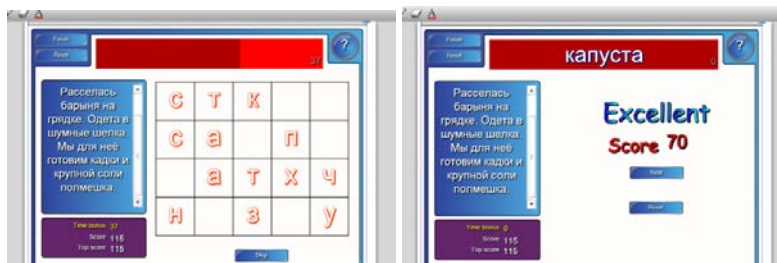 Finish
Reset
37
?
Расселась
барыня на
грядке. Одета в
шумные шелка.
Мы для неё
готовим кадки и
крупной соли
полмешка.
с т к
с а п
а т х ч
н з у
Time bonus 37
Score 115
Top score 115
Skip
Finish
Reset
капуста
0
?
Расселась
барыня на
грядке. Одета в
шумные шелка.
Мы для неё
готовим кадки и
крупной соли
полмешка.
Excellent
Score 70
Next
Reset
Time bonus 0
Score 115
Top score 115